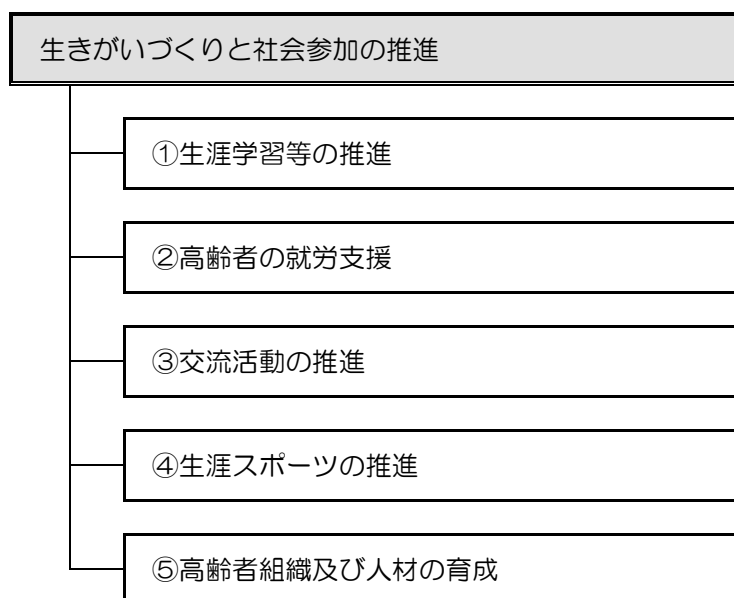 生きがいづくりと社会参加の推進
①生涯学習等の推進
②高齢者の就労支援
③交流活動の推進
④生涯スポーツの推進
⑤高齢者組織及び人材の育成